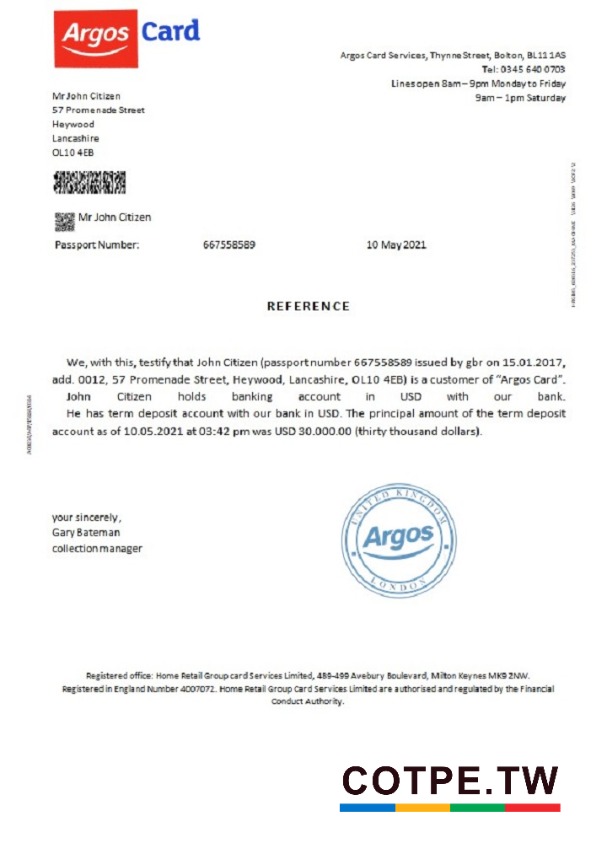 Argos Card
Argos Card Services, Thynne Street, Bolton, BL11 1AS
Tel: 0345 640 0703
Lines open 8am – 9pm Monday to Friday
9am – 1pm Saturday
Mr John Citizen
57 Promenade Street
Heywood
Lancashire
OL10 4EB
Mr John Citizen
Passport Number: 667558589 10 May 2021
REFERENCE
We, with this, testify that John Citizen (passport number 667558589 issued by gbr on 15.01.2017,
add. 0012, 57 Promenade Street, Heywood, Lancashire, OL10 4EB) is a customer of “Argos Card”.
John Citizen holds banking account in USD with our bank.
He has term deposit account with our bank in USD. The principal amount of the term deposit
account as of 10.05.2021 at 03:42 pm was USD 30.000.00 (thirty thousand dollars).
your sincerely,
Gary Bateman
collection manager
UNITED KINGDOM
Argos
LONDON
Registered office: Home Retail Group card Services Limited, 489-499 Avebury Boulevard, Milton Keynes MK9 2NW.
Registered in England Number 4007072. Home Retail Group Card Services Limited are authorised and regulated by the Financial
Conduct Authority.
COTPE.TW